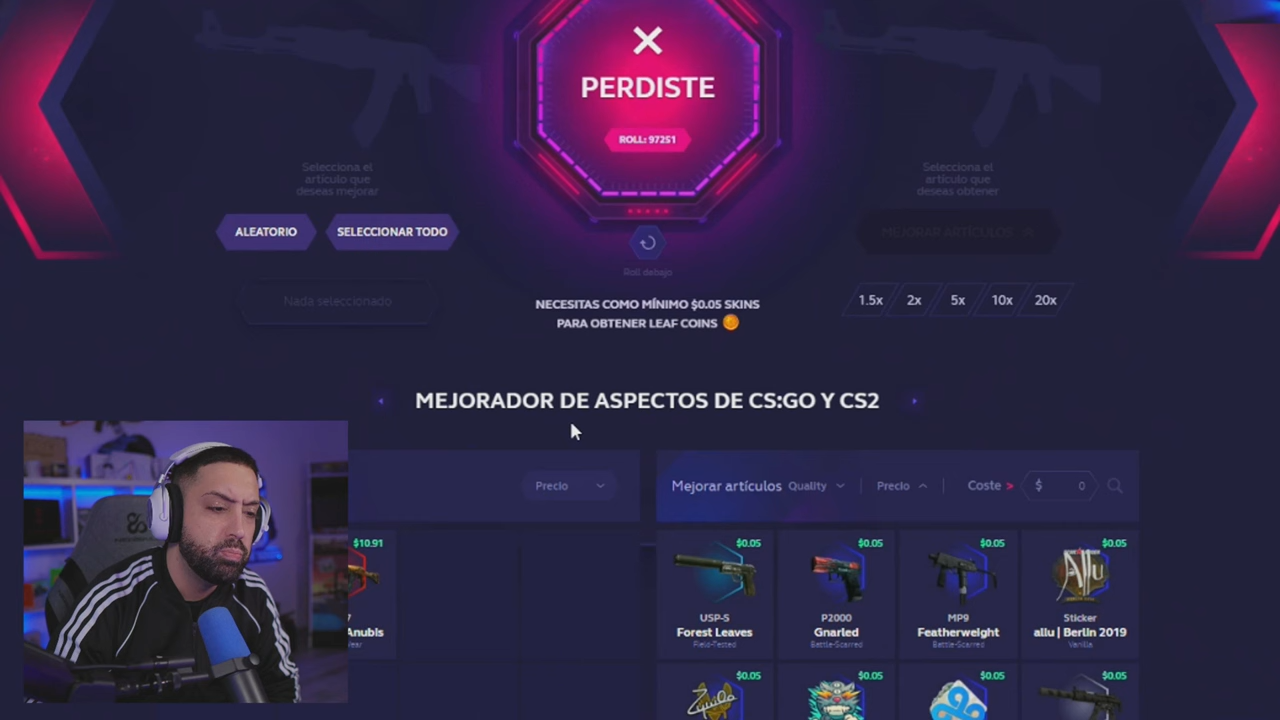 PERDISTE
ROLL: 97251
Selecciona el
artículo que
deseas mejorar
Selecciona el
artículo que
deseas obtener
ALEATORIO
SELECCIONAR TODO
MEJORAR ARTÍCULOS
Roll debajo
Nada seleccionado
NECESITAS COMO MÍNIMO $0.05 SKINS
PARA OBTENER LEAF COINS
1.5x
2x
5x
10x
20x
MEJORADOR DE ASPECTOS DE CS:GO Y CS2
Precio
Mejorar artículos
Quality
Precio
Coste >
$ 0
$10.91
Anubis
$0.05
USP-S
Forest Leaves
Field-Tested
$0.05
P2000
Gnarled
Battle-Scarred
$0.05
MP9
Featherweight
Battle-Scarred
$0.05
Allu
Sticker
allu | Berlin 2019
Vanilla
$0.05
$0.05
$0.05
$0.05